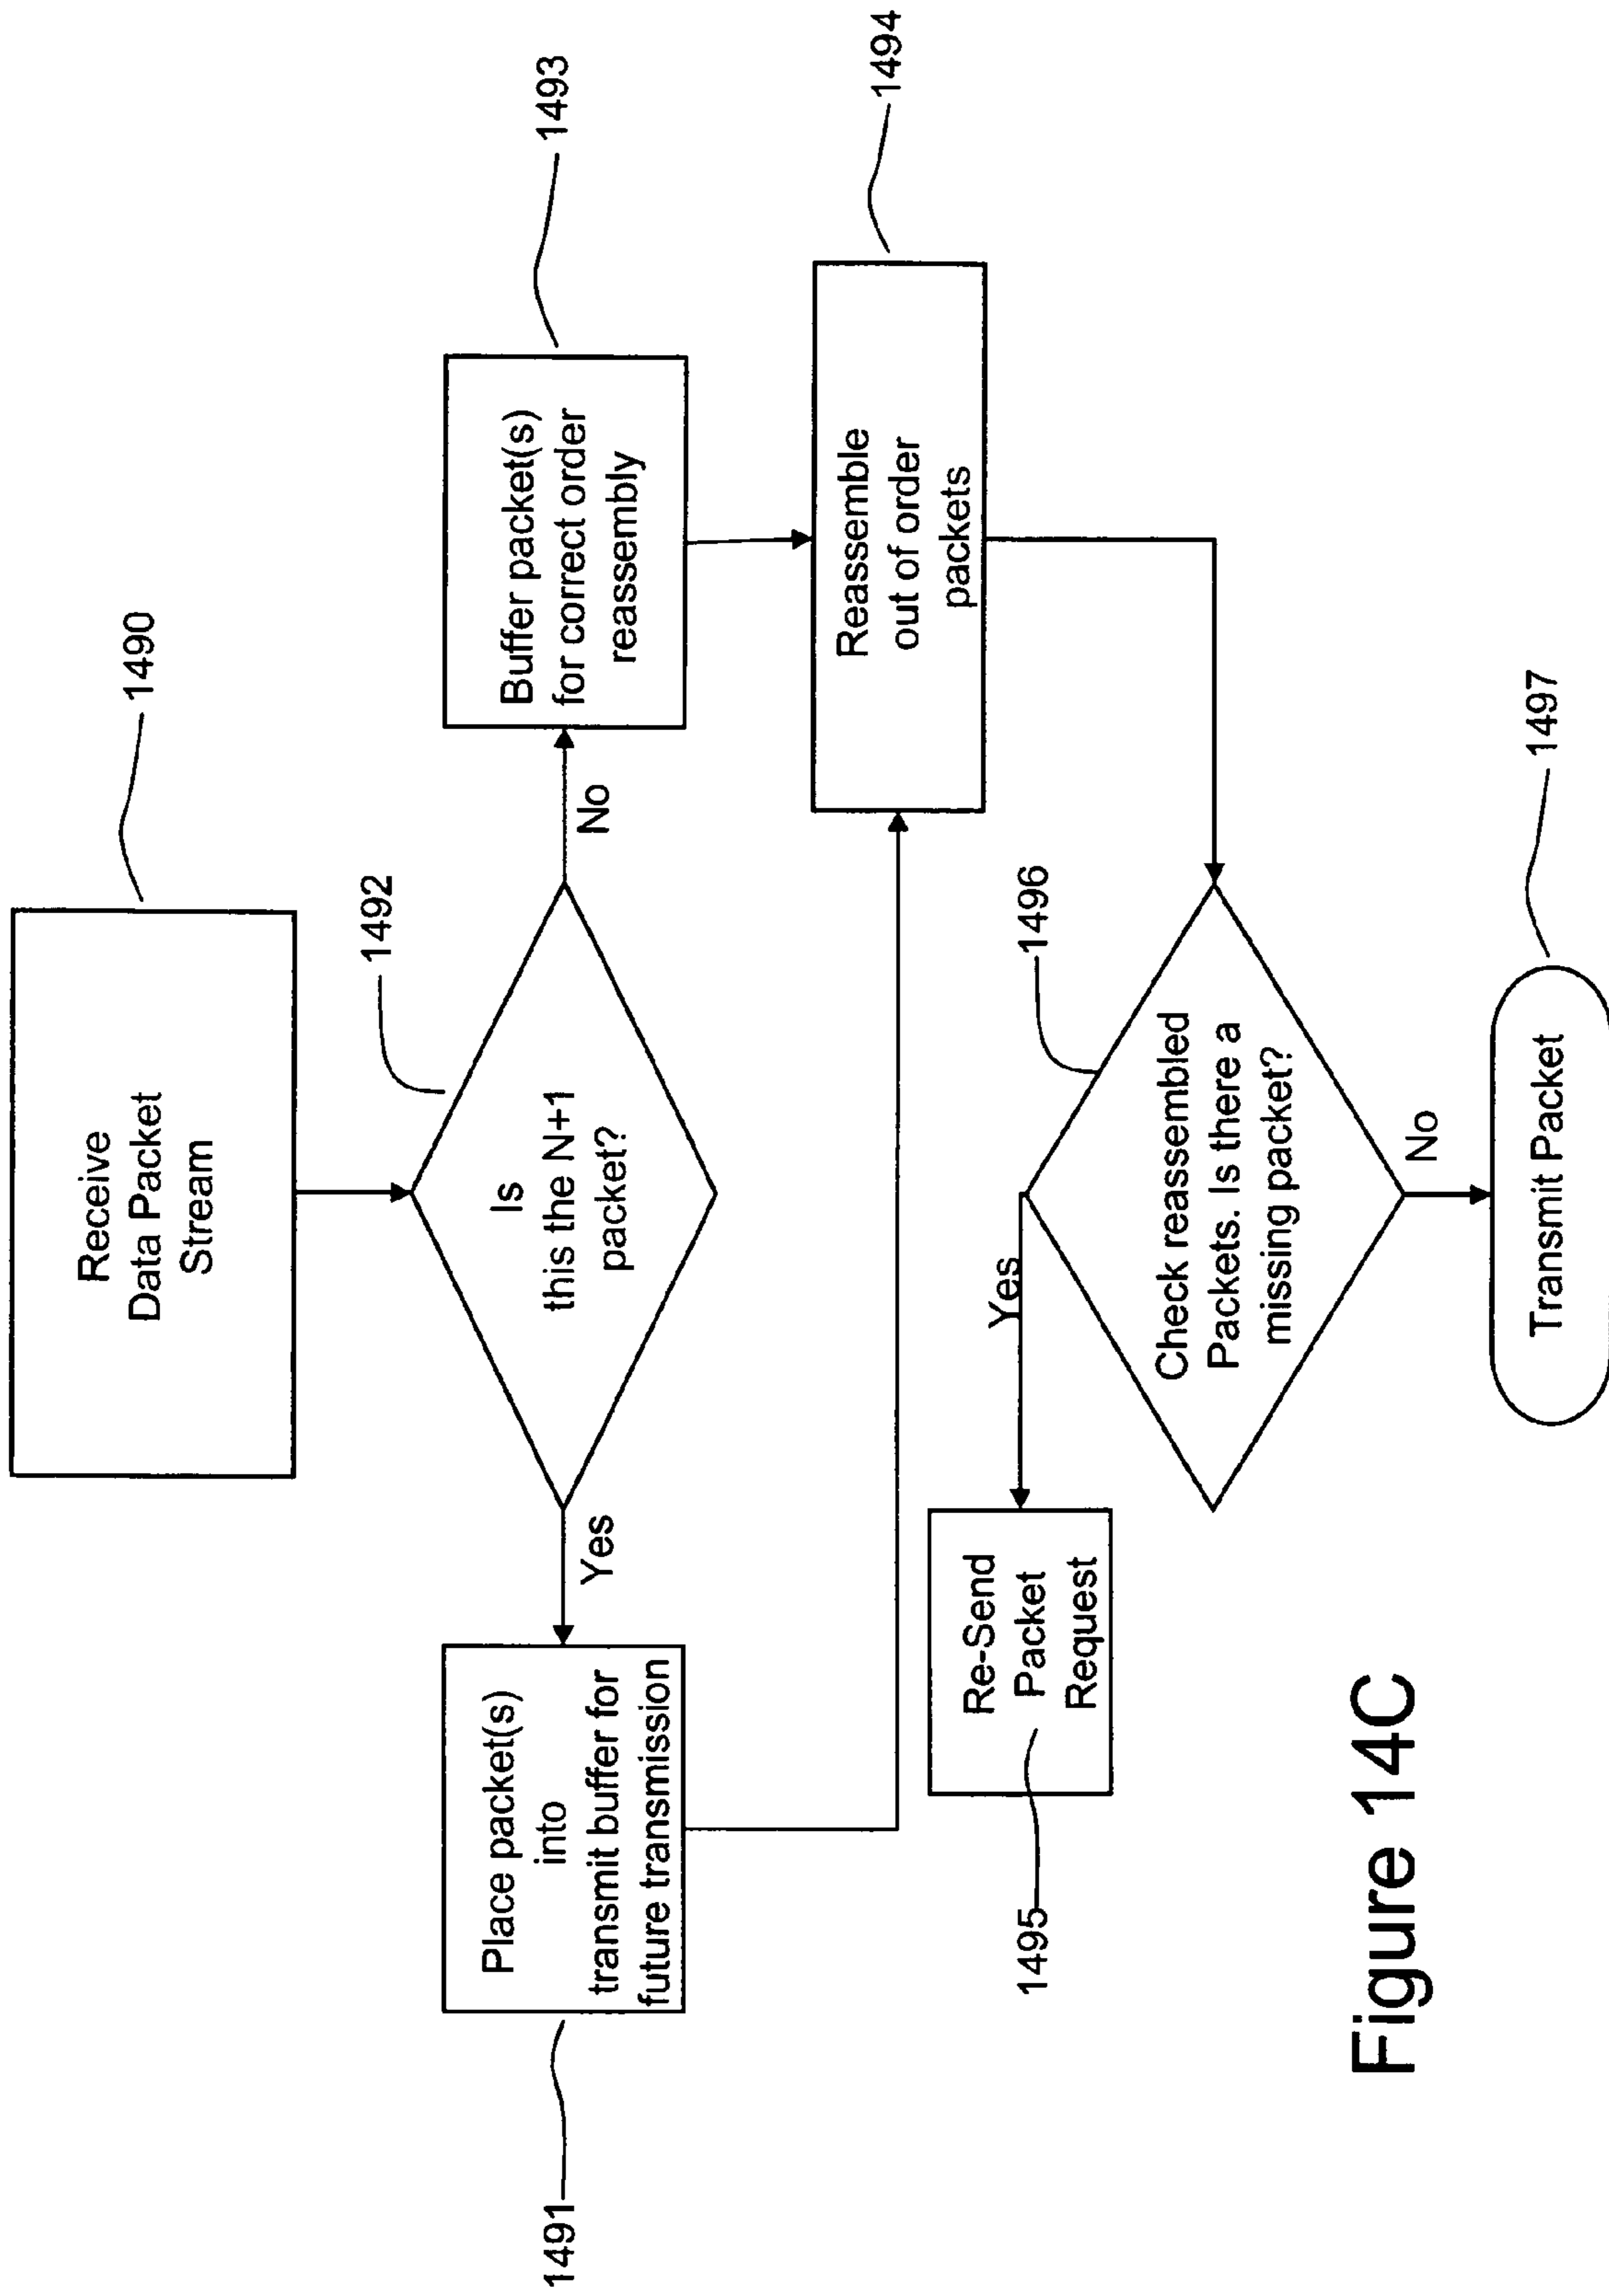 1490
Receive
Data Packet
Stream
1492
Is
this the N+1
packet?
Yes
No
1491
Place packet(s)
into
transmit buffer for
future transmission
1493
Buffer packet(s)
for correct order
reassembly
1494
Reassemble
out of order
packets
1495
Re-Send
Packet
Request
Yes
1496
Check reassembled
Packets. Is there a
missing packet?
No
1497
Transmit Packet
Figure 14C